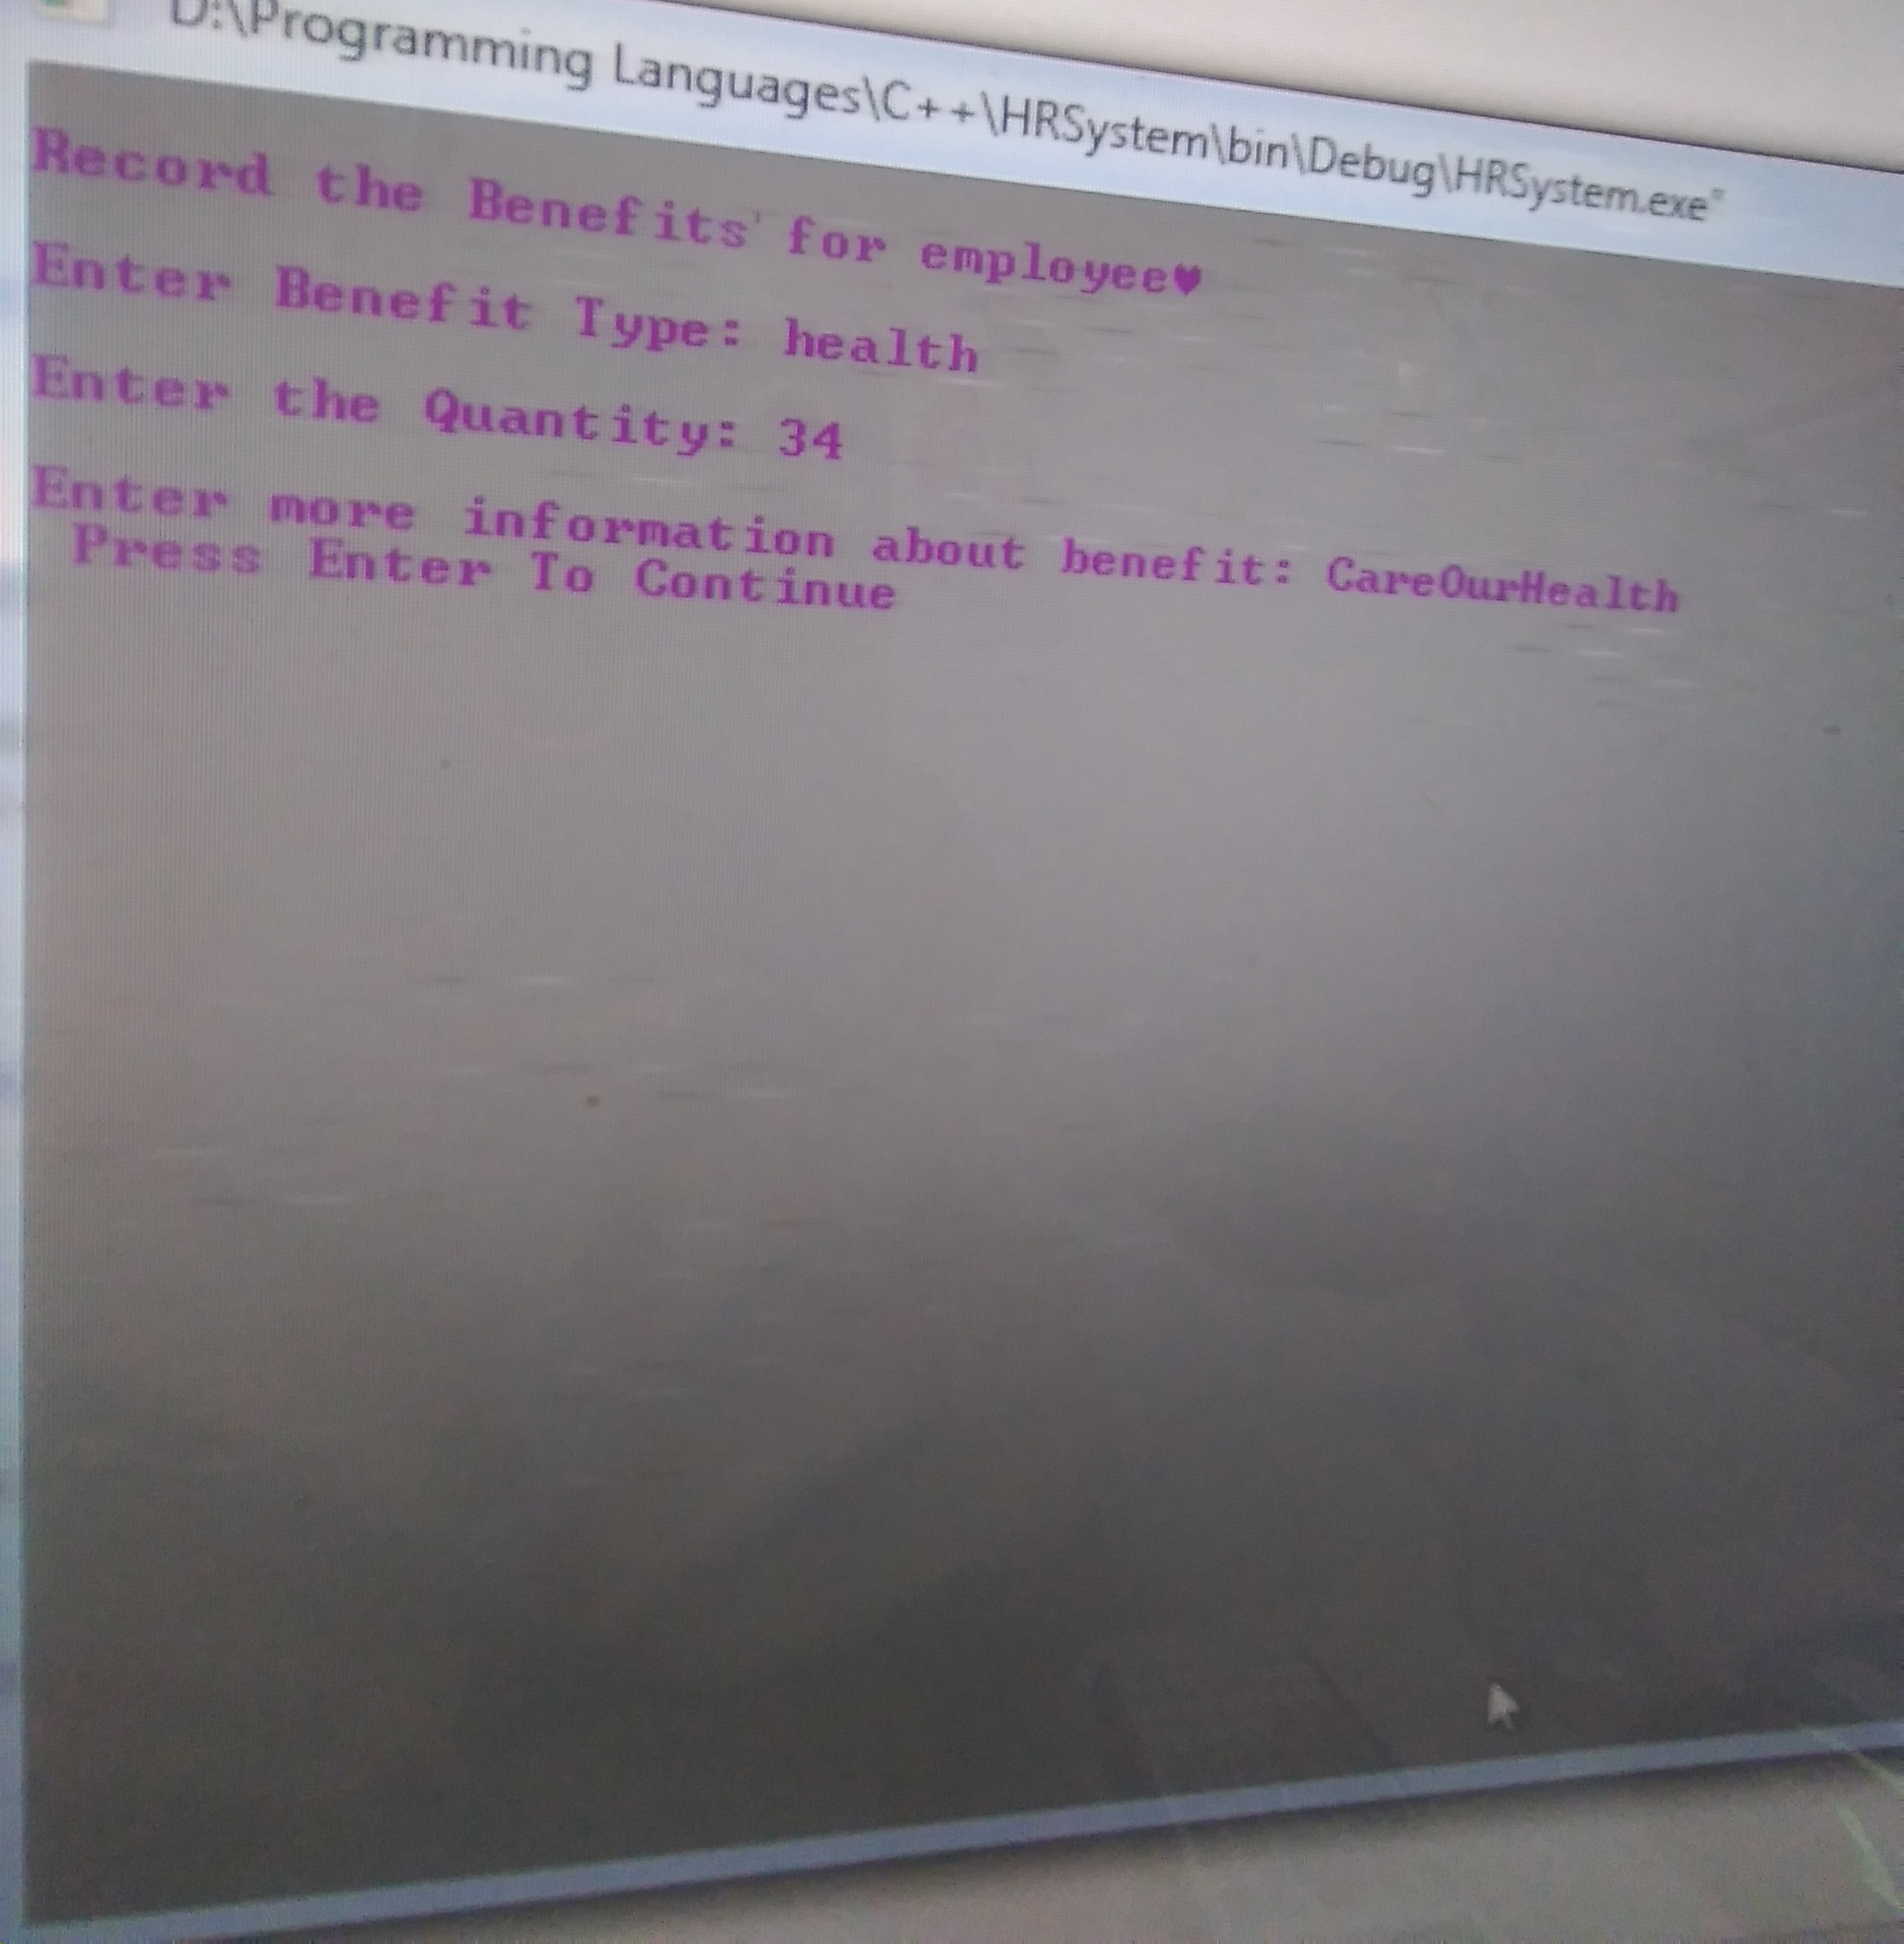 D:\Programming Languages\C++\HRSystem\bin\Debug\HRSystem.exe"
Record the Benefits' for employee♥
Enter Benefit Type: health
Enter the Quantity: 34
Enter more information about benefit: CareOurHealth
Press Enter To Continue